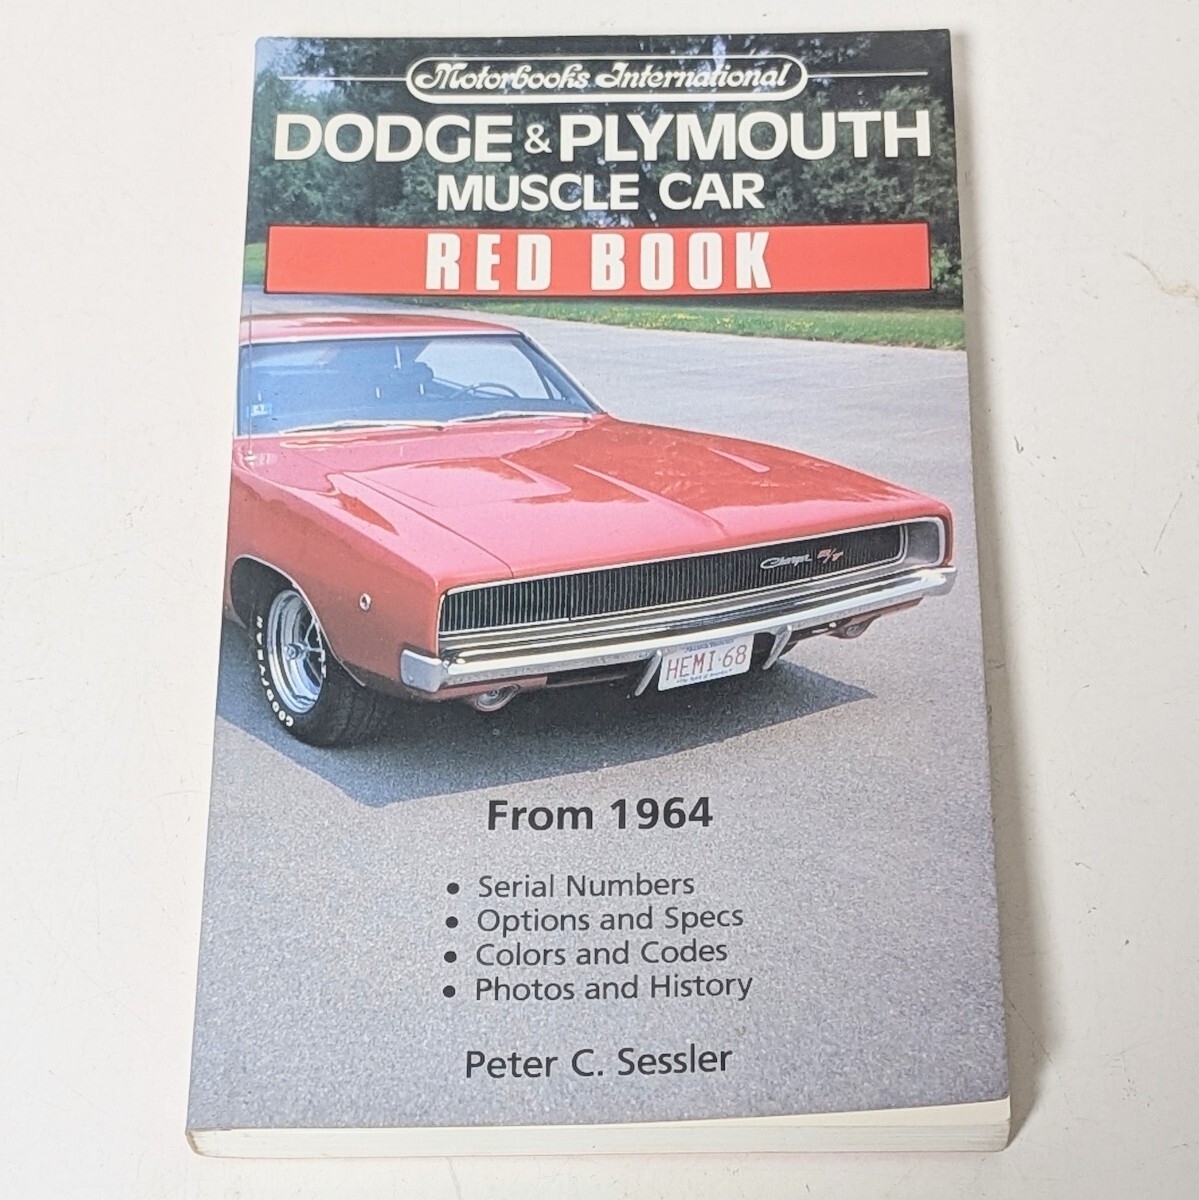 Motorbooks International
DODGE & PLYMOUTH
MUSCLE CAR
RED BOOK
Charger R/T
HEMI·68
GOODYEAR
From 1964
• Serial Numbers
• Options and Specs
• Colors and Codes
• Photos and History
Peter C. Sessler